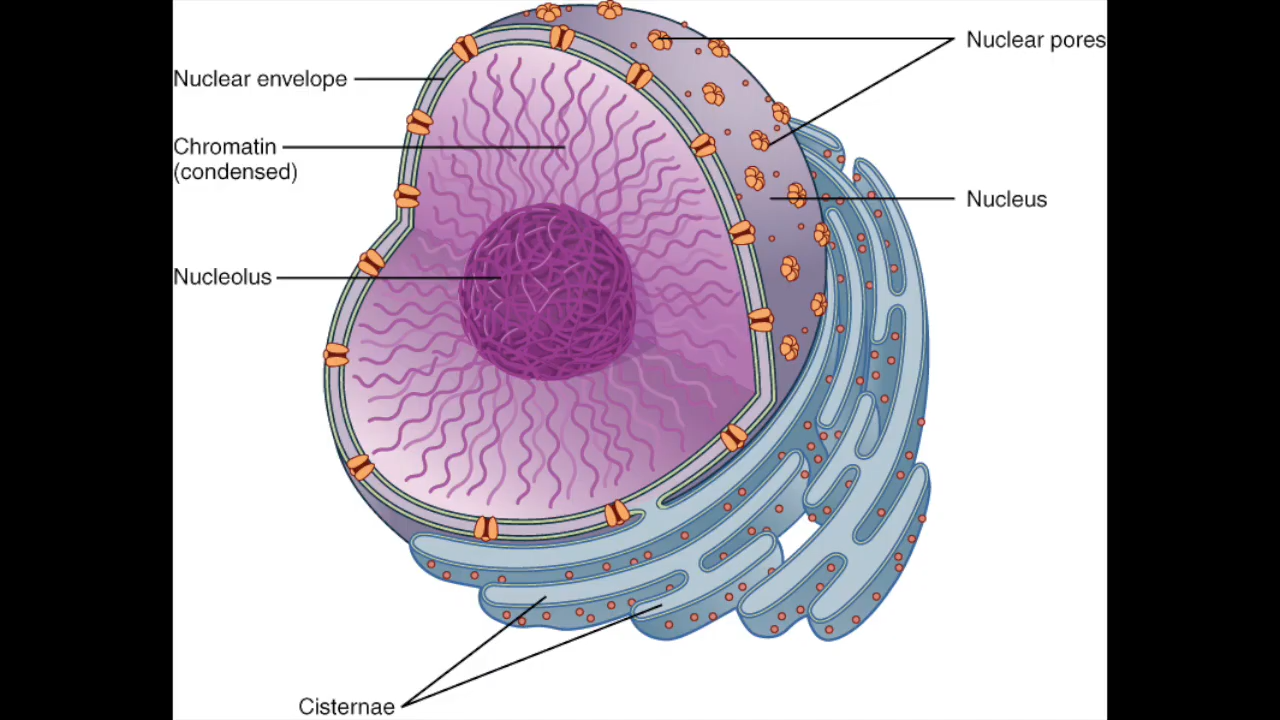 Nuclear pores
Nuclear envelope
Chromatin
(condensed)
Nucleus
Nucleolus
Cisternae